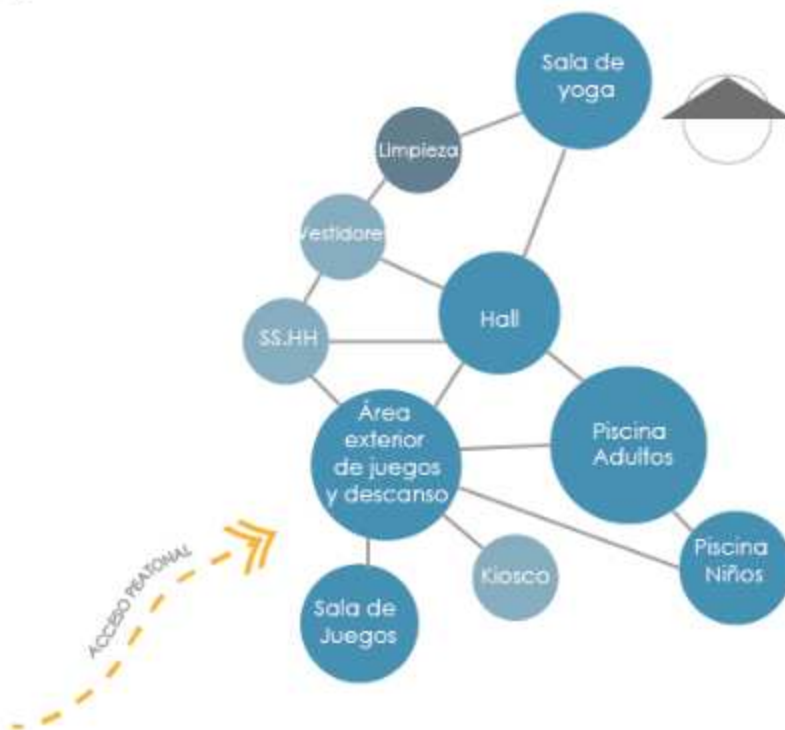 Sala de
yoga
Limpieza
Vestidores
SS.HH
Hall
Área
exterior
de juegos
y descanso
Piscina
Adultos
Piscina
Niños
Kiosco
Sala de
Juegos
ACCESO PEATONAL